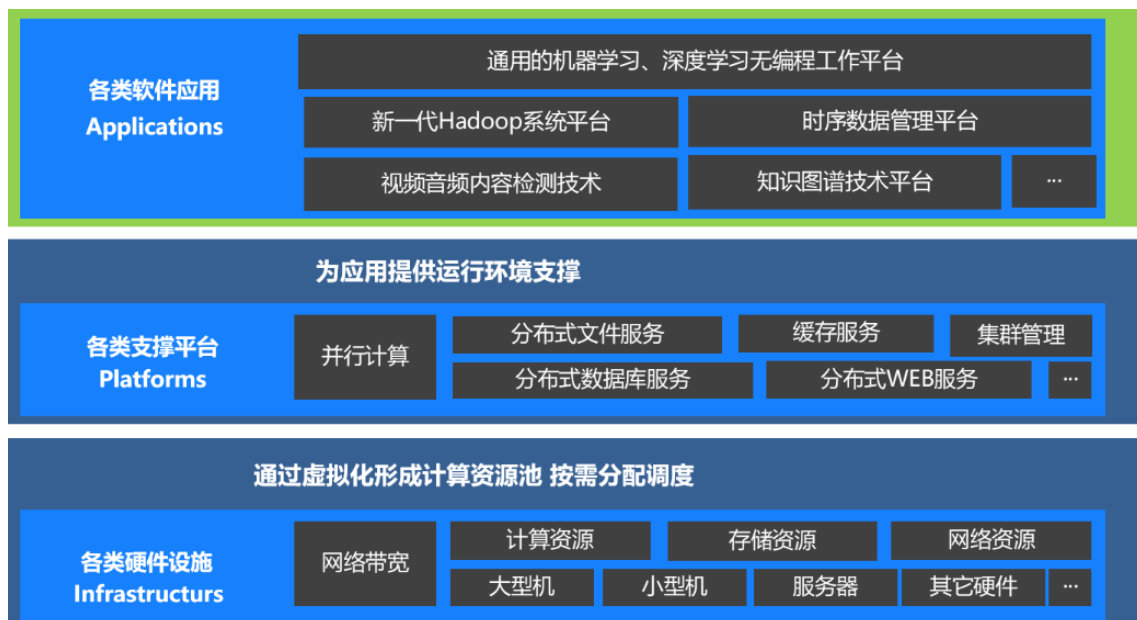 各类软件应用
Applications
通用的机器学习、深度学习无编程工作平台
新一代Hadoop系统平台
时序数据管理平台
视频音频内容检测技术
知识图谱技术平台
...
为应用提供运行环境支撑
各类支撑平台
Platforms
并行计算
分布式文件服务
缓存服务
集群管理
分布式数据库服务
分布式WEB服务
...
通过虚拟化形成计算资源池 按需分配调度
各类硬件设施
Infrastructurs
网络带宽
计算资源
存储资源
网络资源
大型机
小型机
服务器
其它硬件
...